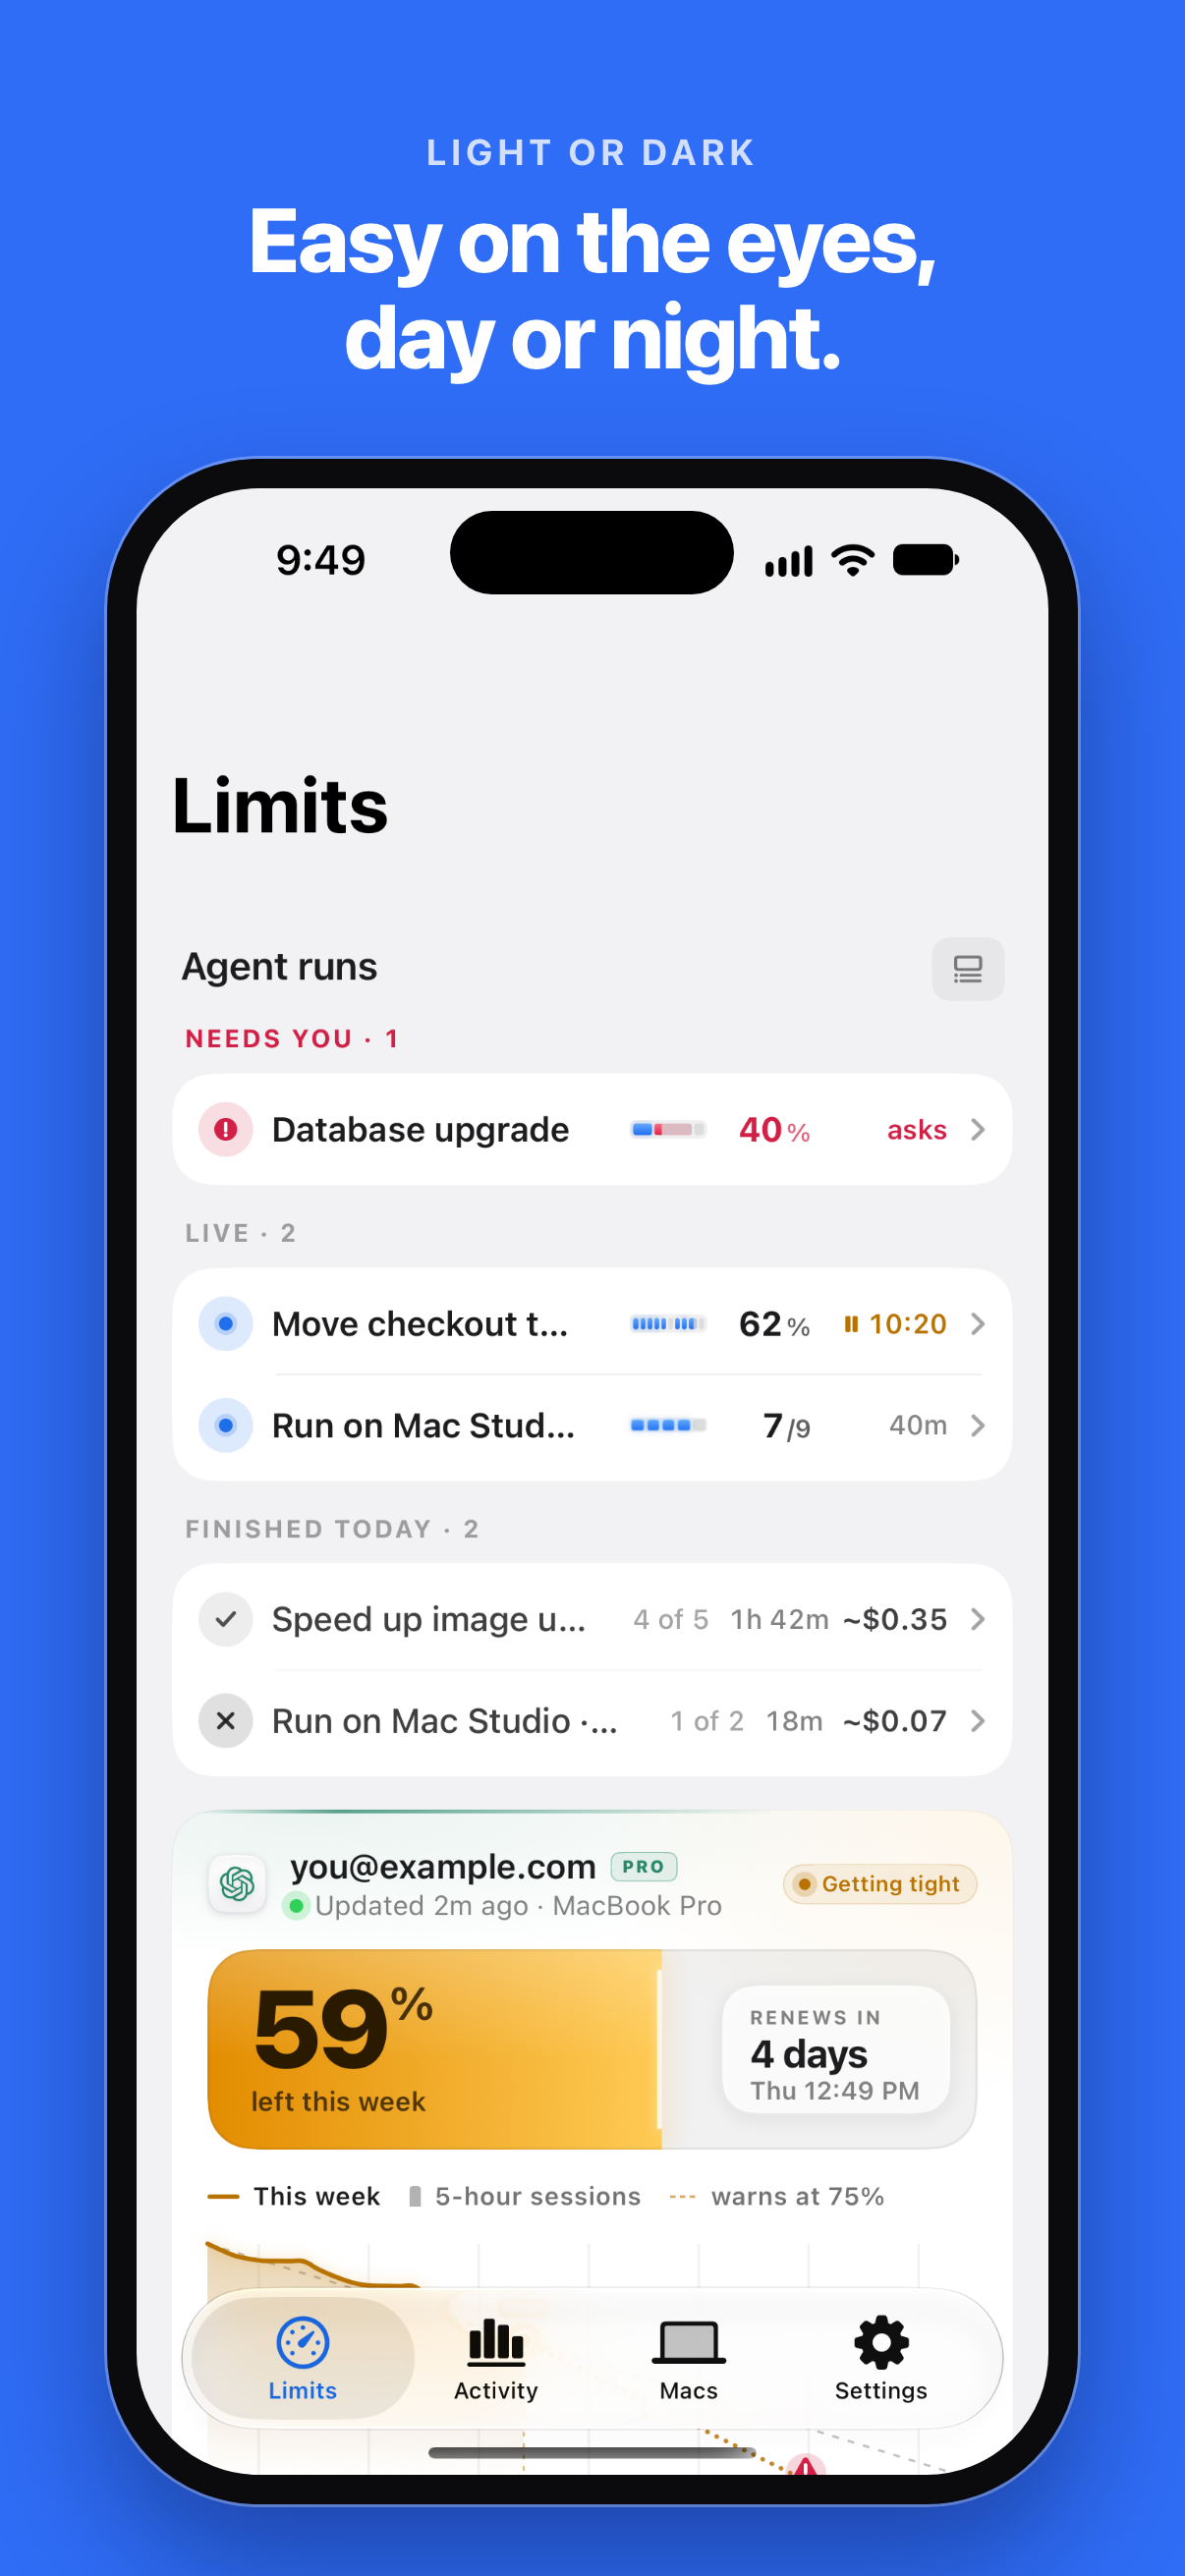 LIGHT OR DARK
Easy on the eyes,
day or night.
9:49
Limits
Agent runs
NEEDS YOU · 1
Database upgrade 40% asks
LIVE · 2
Move checkout t... 62% 10:20
Run on Mac Stud... 7/9 40m
FINISHED TODAY · 2
Speed up image u... 4 of 5 1h 42m ~$0.35
Run on Mac Studio ·... 1 of 2 18m ~$0.07
you@example.com PRO
Updated 2m ago · MacBook Pro
Getting tight
59%
left this week
RENEWS IN
4 days
Thu 12:49 PM
This week 5-hour sessions warns at 75%
Limits Activity Macs Settings